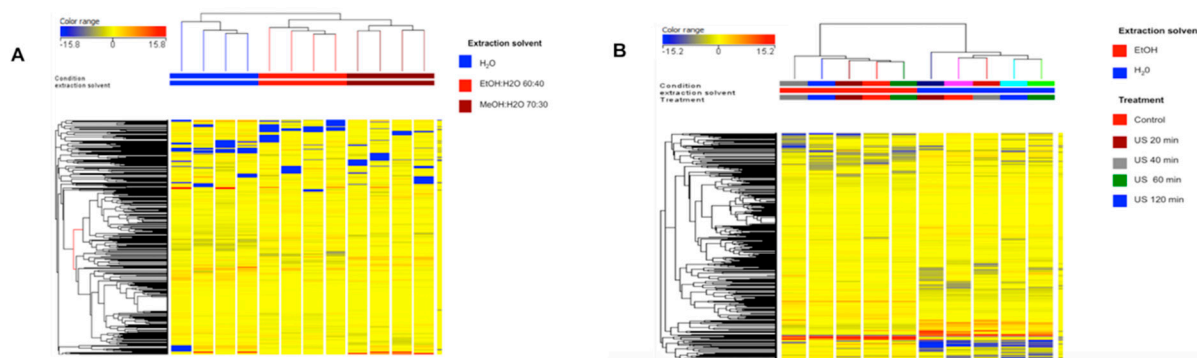 A
Color range
-15.8 0 15.8
Condition
extraction solvent
Extraction solvent
H₂O
EtOH:H2O 60:40
MeOH:H2O 70:30
B
Color range
-15.2 0 15.2
Condition
extraction solvent
Treatment
Extraction solven
EtOH
H₂0
Treatment
Control
US 20 min
US 40 min
US 60 min
US 120 min